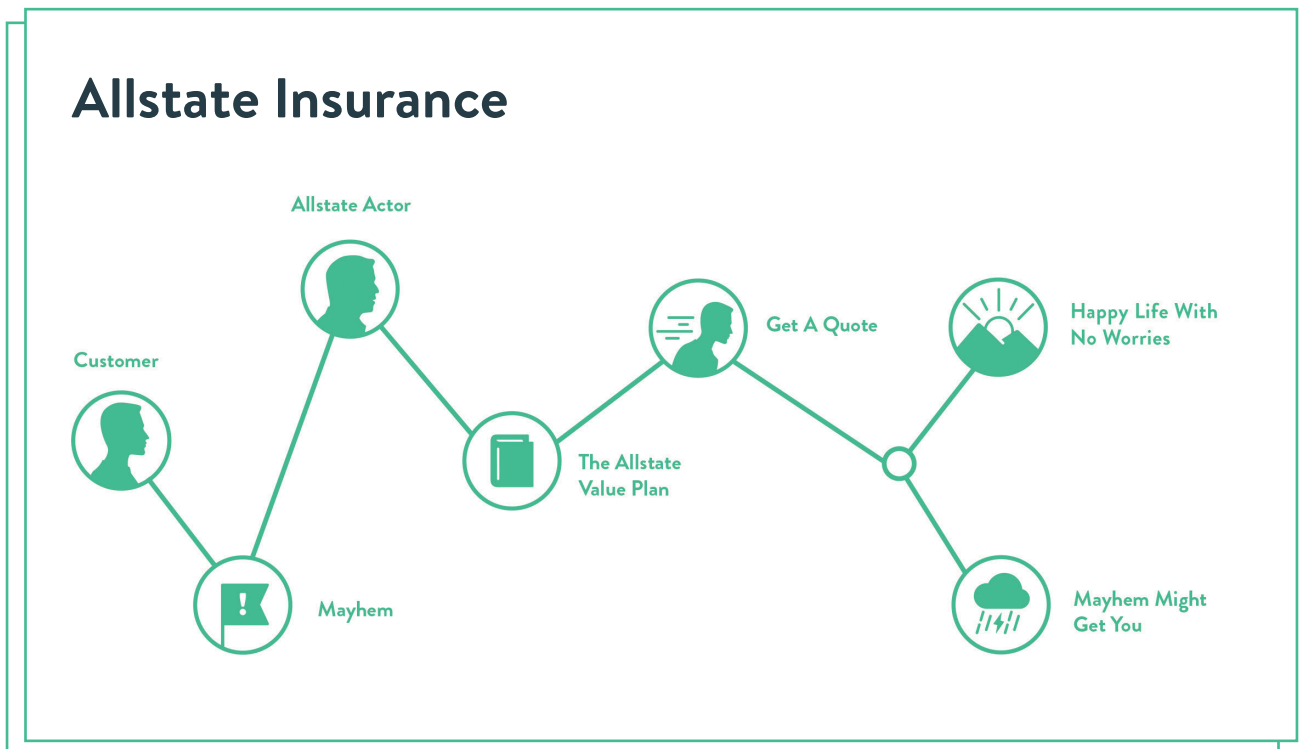 Allstate Insurance
Allstate Actor
Customer
Mayhem
The Allstate
Value Plan
Get A Quote
Happy Life With
No Worries
Mayhem Might
Get You
!